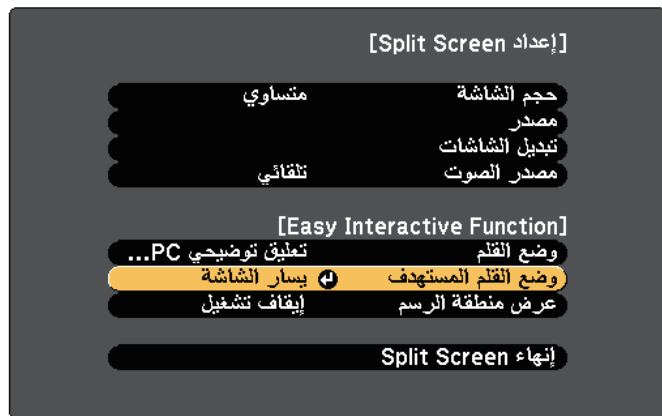 [إعداد Split Screen]
حجم الشاشة متساوي
مصدر
تبديل الشاشات
مصدر الصوت تلقائي
[Easy Interactive Function]
وضع القلم تعليق توضيحي PC...
وضع القلم المستهدف يسار الشاشة
عرض منطقة الرسم إيقاف تشغيل
إنهاء Split Screen